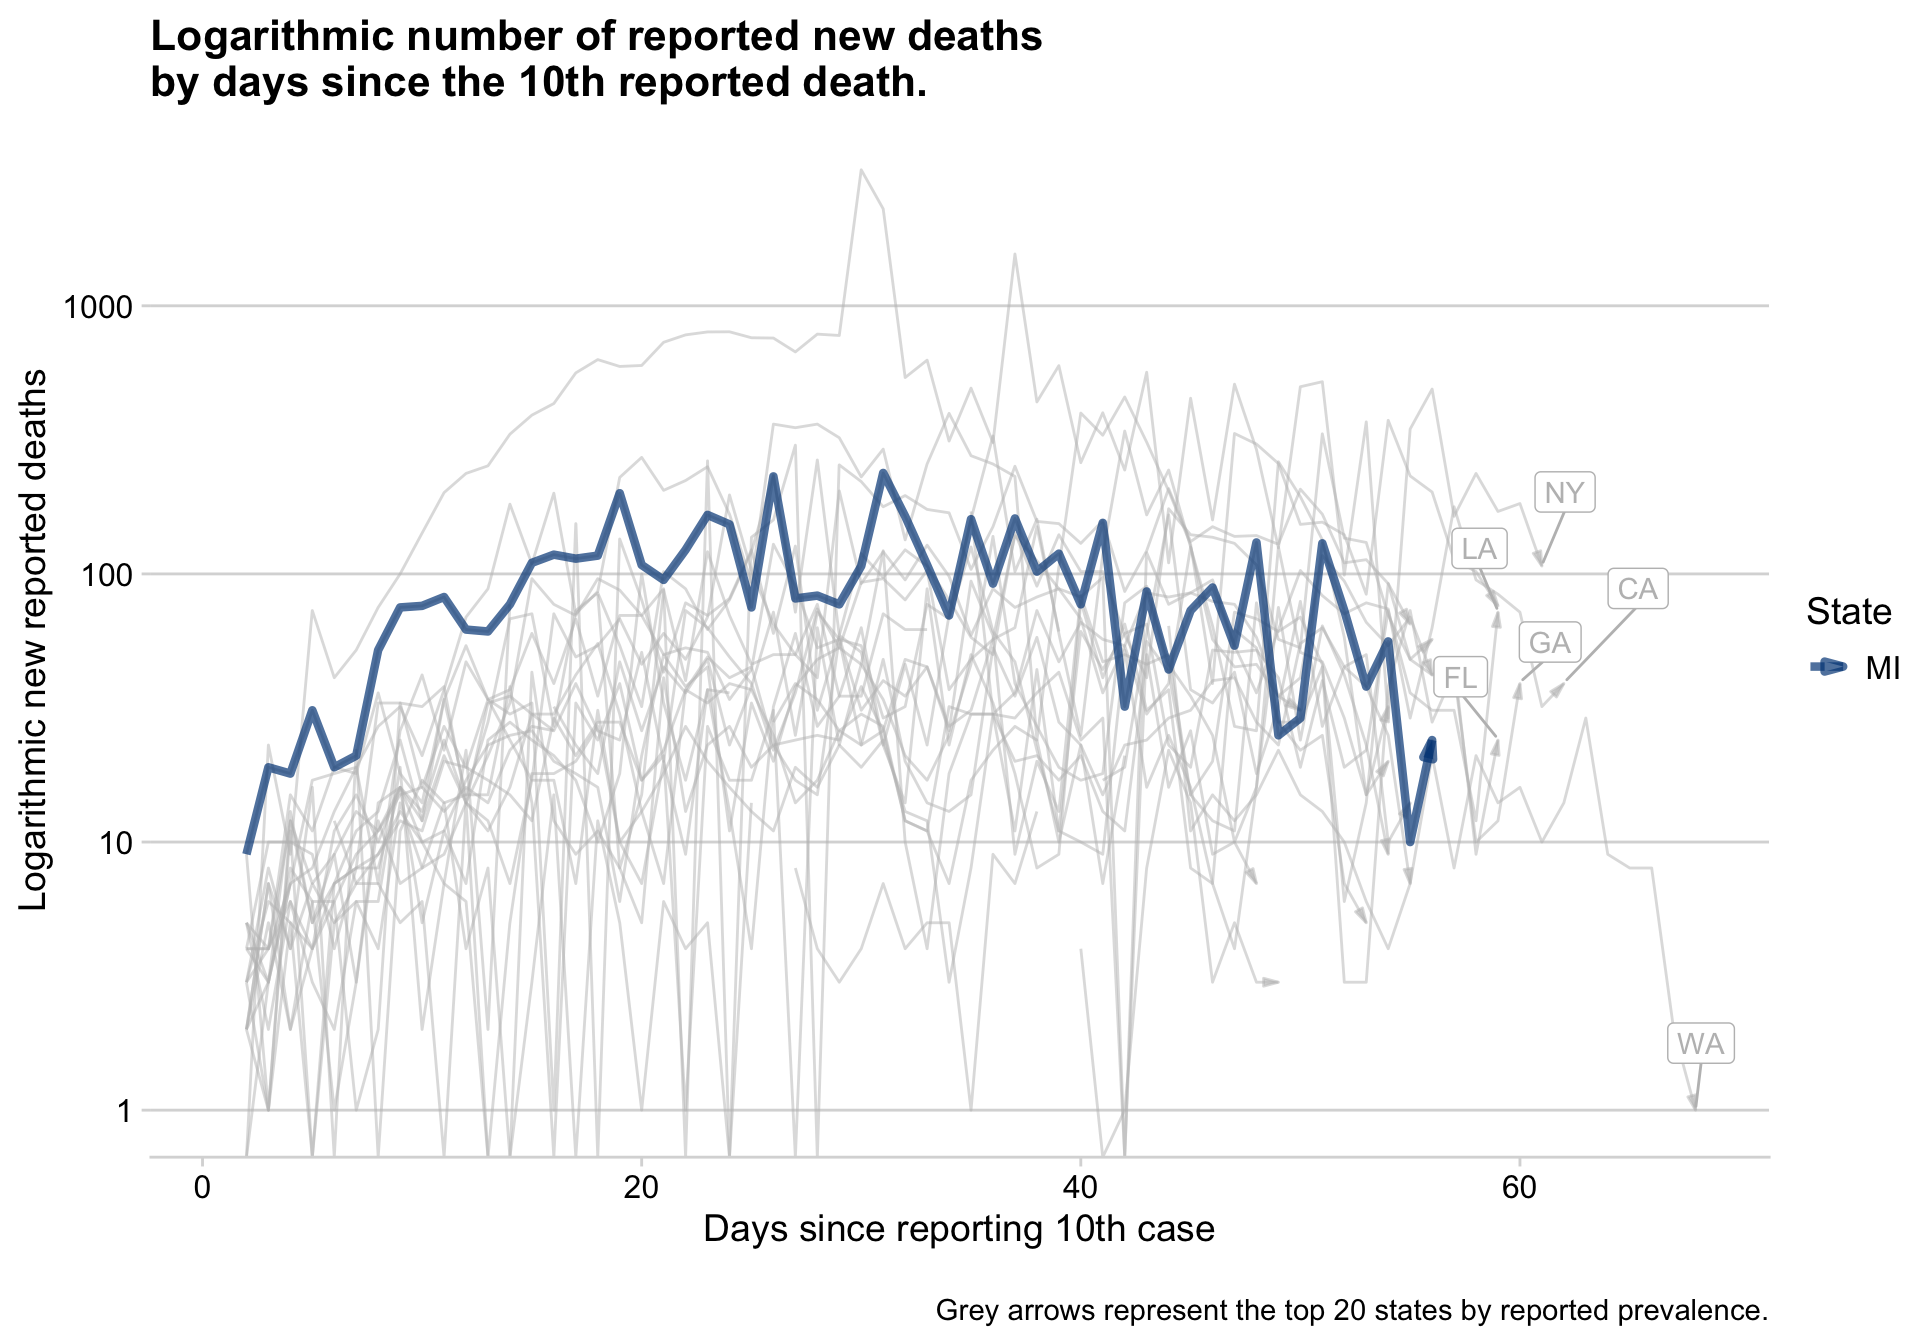 Logarithmic number of reported new deaths
by days since the 10th reported death.
Logarithmic new reported deaths
1000
100
10
1
NY
LA
CA
GA
FL
WA
State
MI
0 20 40 60
Days since reporting 10th case
Grey arrows represent the top 20 states by reported prevalence.